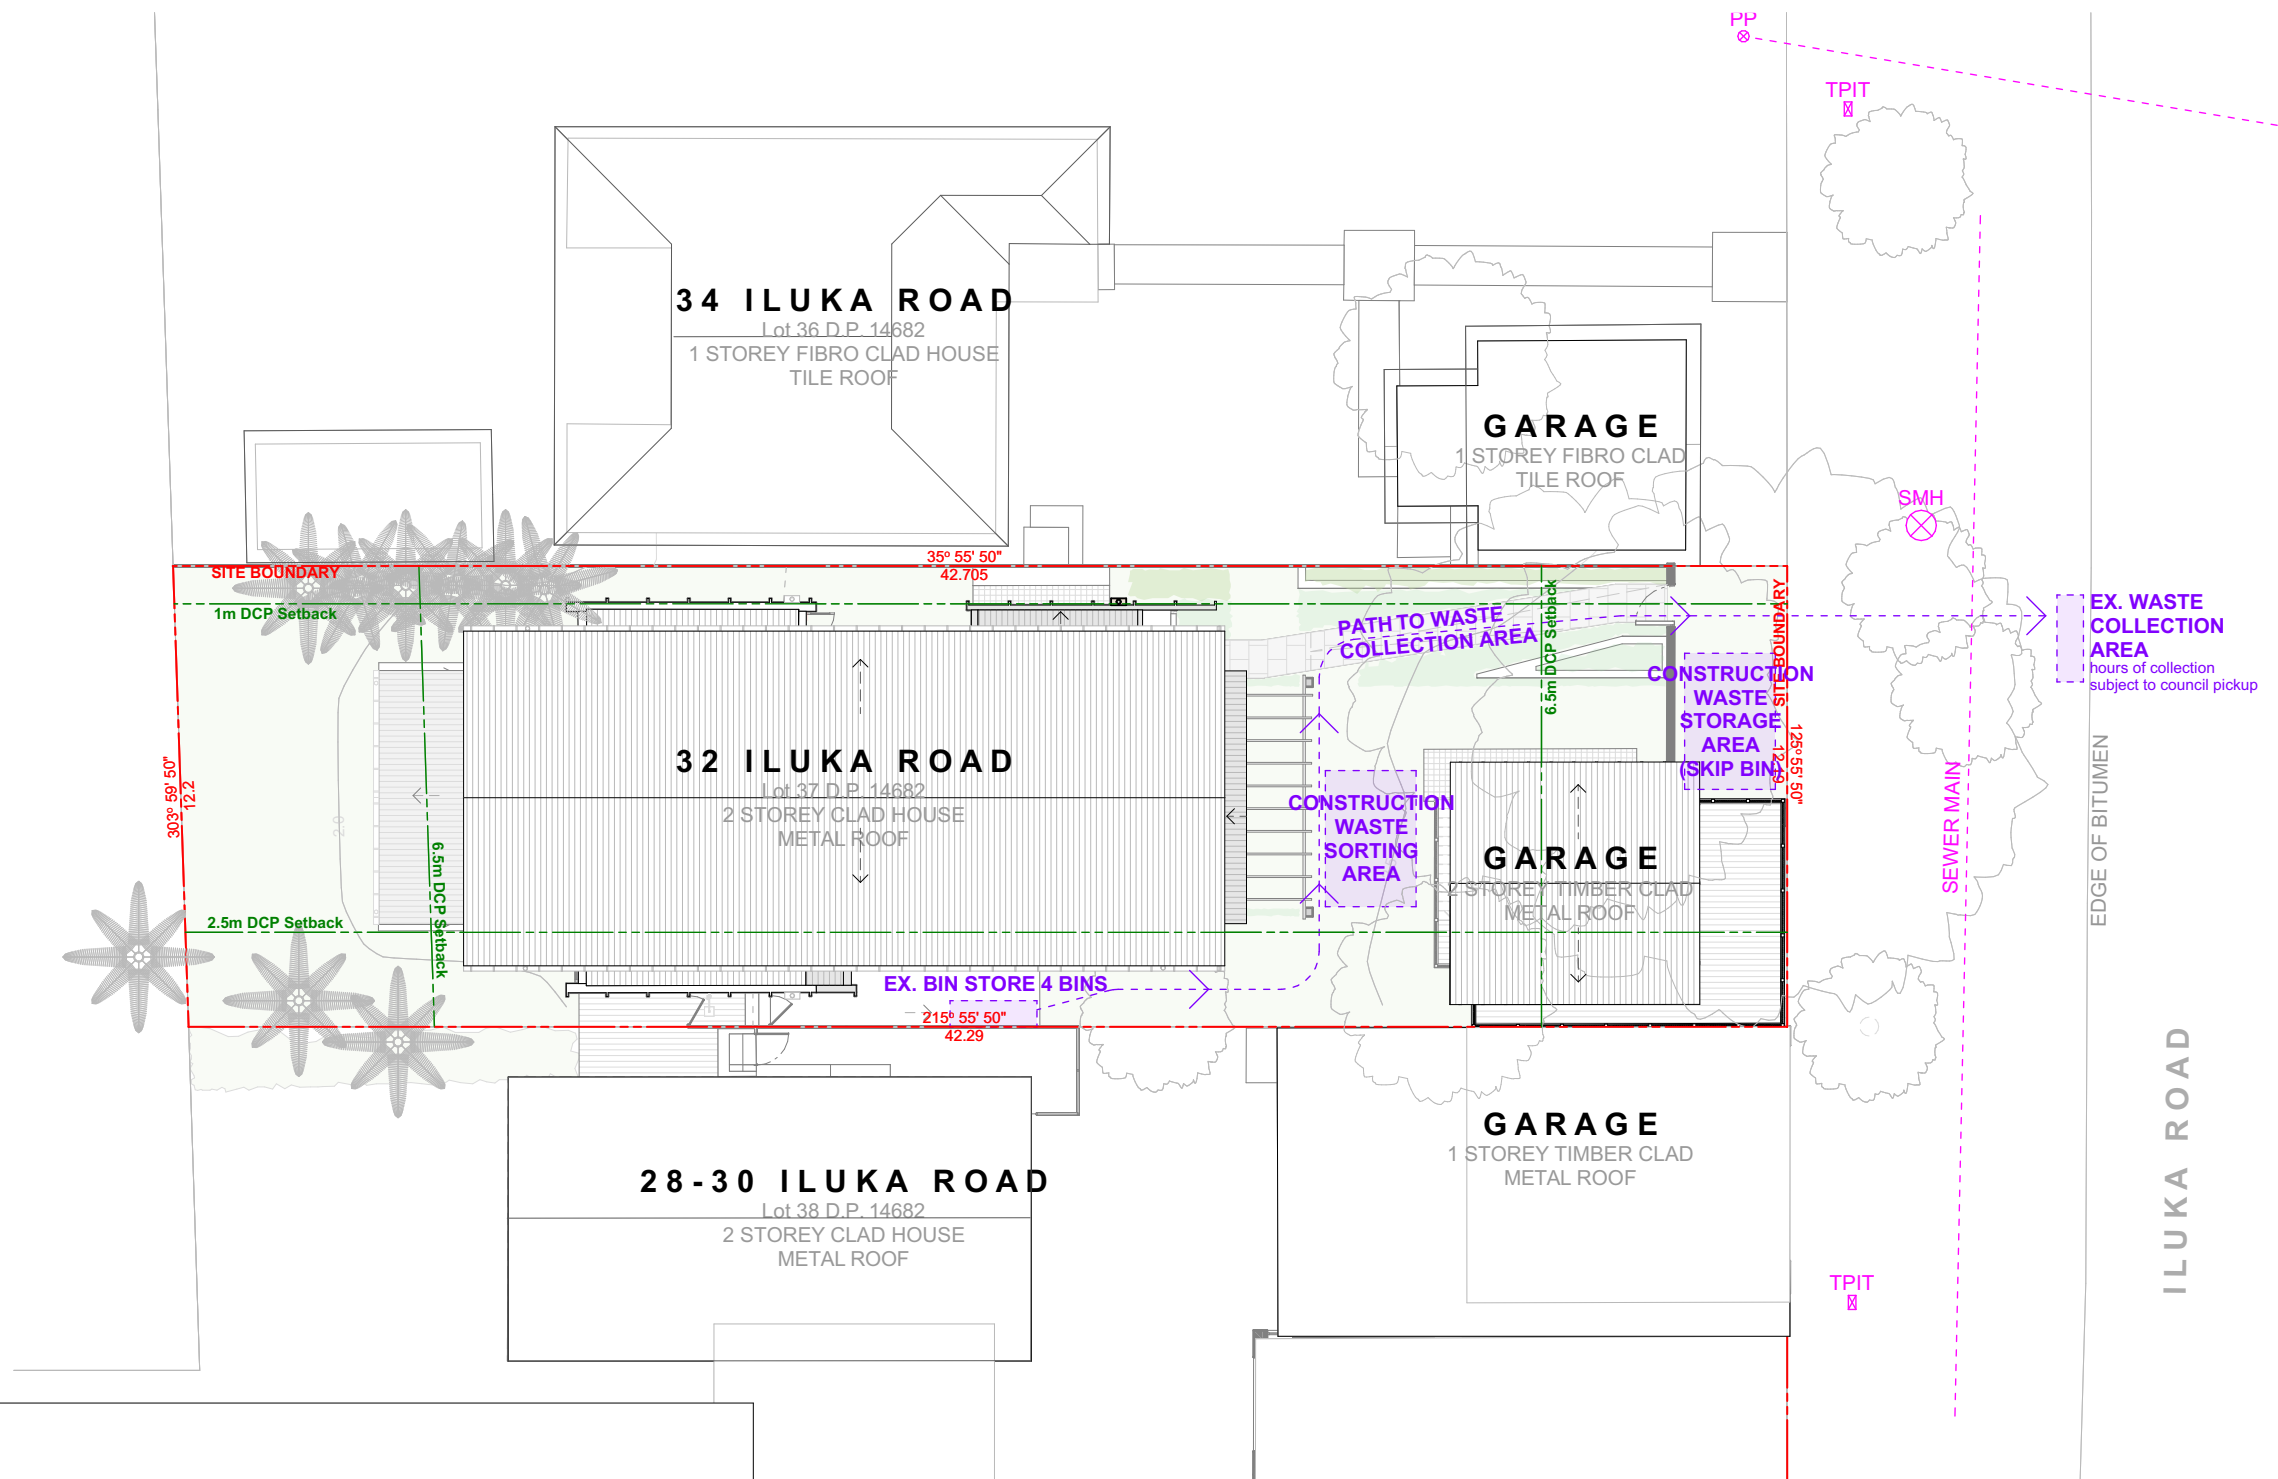 PP
TPIT
34 ILUKA ROAD
Lot 36 D.P. 14682
1 STOREY FIBRO CLAD HOUSE
TILE ROOF
GARAGE
1 STOREY FIBRO CLAD
TILE ROOF
SMH
35º 55' 50"
42.705
SITE BOUNDARY
1m DCP Setback
PATH TO WASTE
COLLECTION AREA
6.5m DCP Setback
SITE BOUNDARY
EX. WASTE
COLLECTION
AREA
hours of collection
subject to council pickup
CONSTRUCTION
WASTE
STORAGE
AREA
(SKIP BIN)
125º 55' 50"
12.19
303º 59' 50"
12.2
2.0
32 ILUKA ROAD
Lot 37 D.P. 14682
2 STOREY CLAD HOUSE
METAL ROOF
CONSTRUCTION
WASTE
SORTING
AREA
GARAGE
2 STOREY TIMBER CLAD
METAL ROOF
SEWER MAIN
EDGE OF BITUMEN
6.5m DCP Setback
2.5m DCP Setback
EX. BIN STORE 4 BINS
215º 55' 50"
42.29
GARAGE
1 STOREY TIMBER CLAD
METAL ROOF
28-30 ILUKA ROAD
Lot 38 D.P. 14682
2 STOREY CLAD HOUSE
METAL ROOF
TPIT
ILUKA ROAD